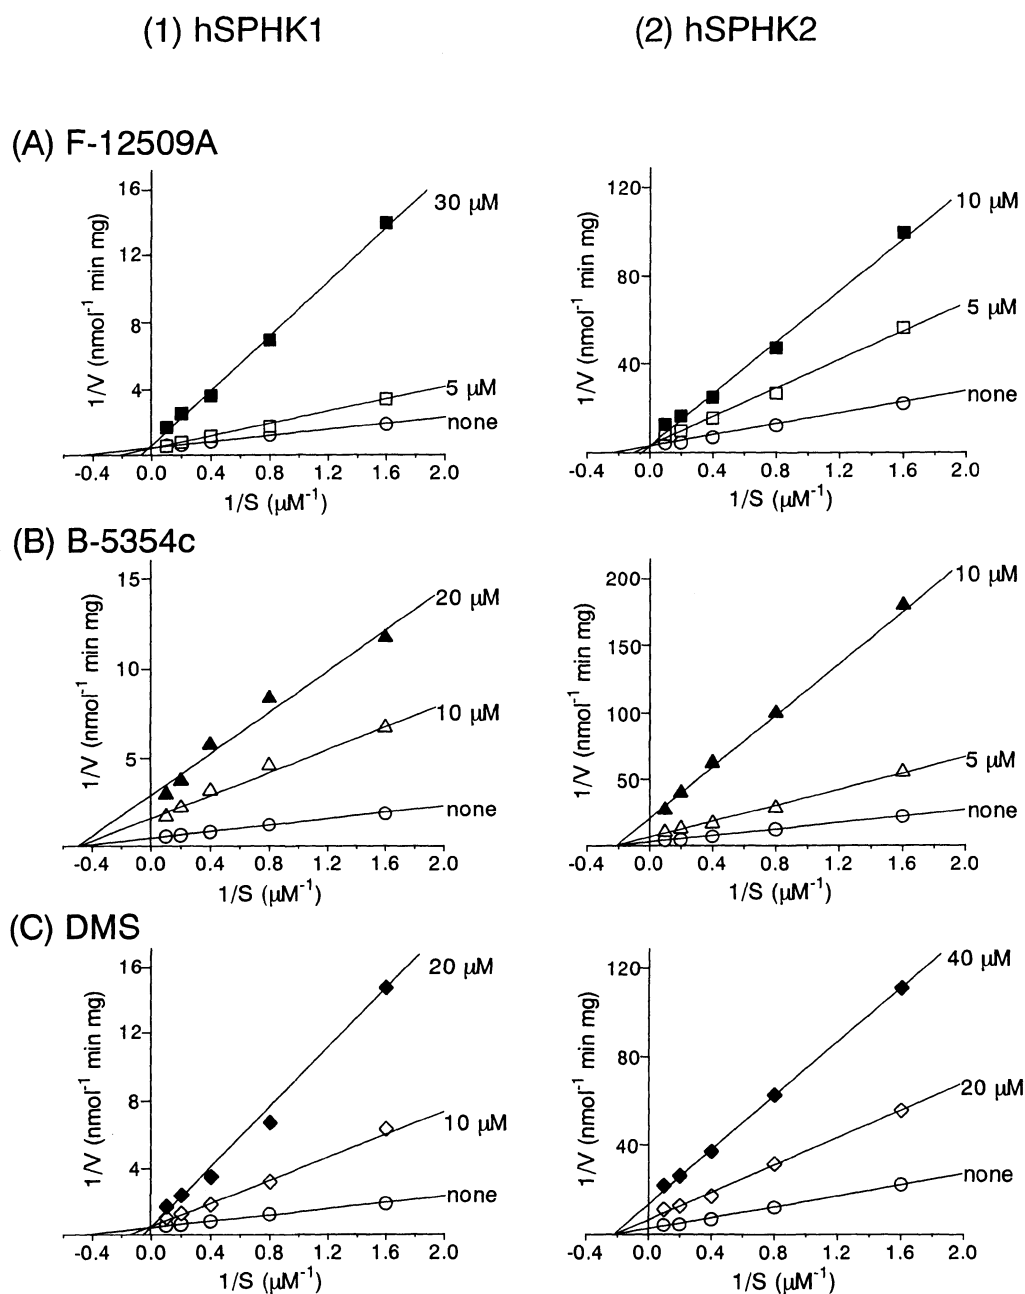 (1) hSPHK1
(2) hSPHK2
(A) F-12509A
1/V (nmol⁻¹ min mg)
16
12
8
4
30 μM
5 μM
none
-0.4 0.0 0.4 0.8 1.2 1.6 2.0
1/S (μM⁻¹)
1/V (nmol⁻¹ min mg)
120
80
40
10 μM
5 μM
none
-0.4 0.0 0.4 0.8 1.2 1.6 2.0
1/S (μM⁻¹)
(B) B-5354c
1/V (nmol⁻¹ min mg)
15
10
5
20 μM
10 μM
none
-0.4 0.0 0.4 0.8 1.2 1.6 2.0
1/S (μM⁻¹)
1/V (nmol⁻¹ min mg)
200
150
100
50
10 μM
5 μM
none
-0.4 0.0 0.4 0.8 1.2 1.6 2.0
1/S (μM⁻¹)
(C) DMS
1/V (nmol⁻¹ min mg)
16
12
8
4
20 μM
10 μM
none
-0.4 0.0 0.4 0.8 1.2 1.6 2.0
1/S (μM⁻¹)
1/V (nmol⁻¹ min mg)
120
80
40
40 μM
20 μM
none
-0.4 0.0 0.4 0.8 1.2 1.6 2.0
1/S (μM⁻¹)